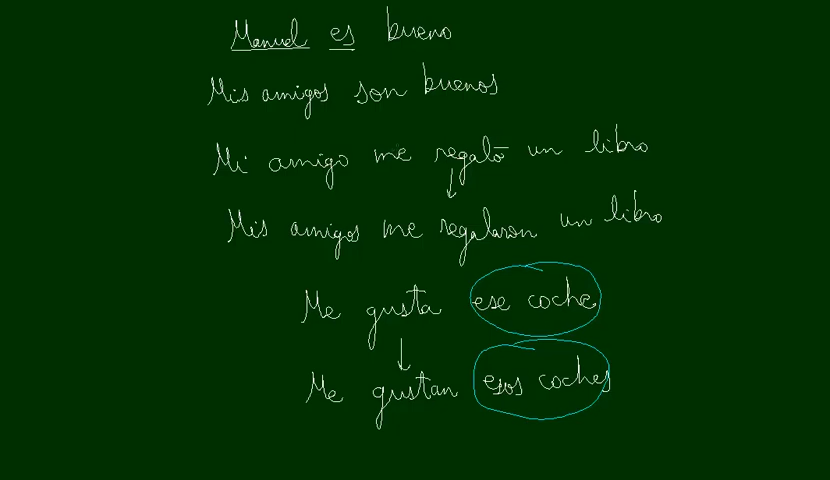 Manuel es bueno
Mis amigos son buenos
Mi amigo me regaló un libro
Mis amigos me regalaron un libro
Me gusta ese coche
Me gustan esos coches